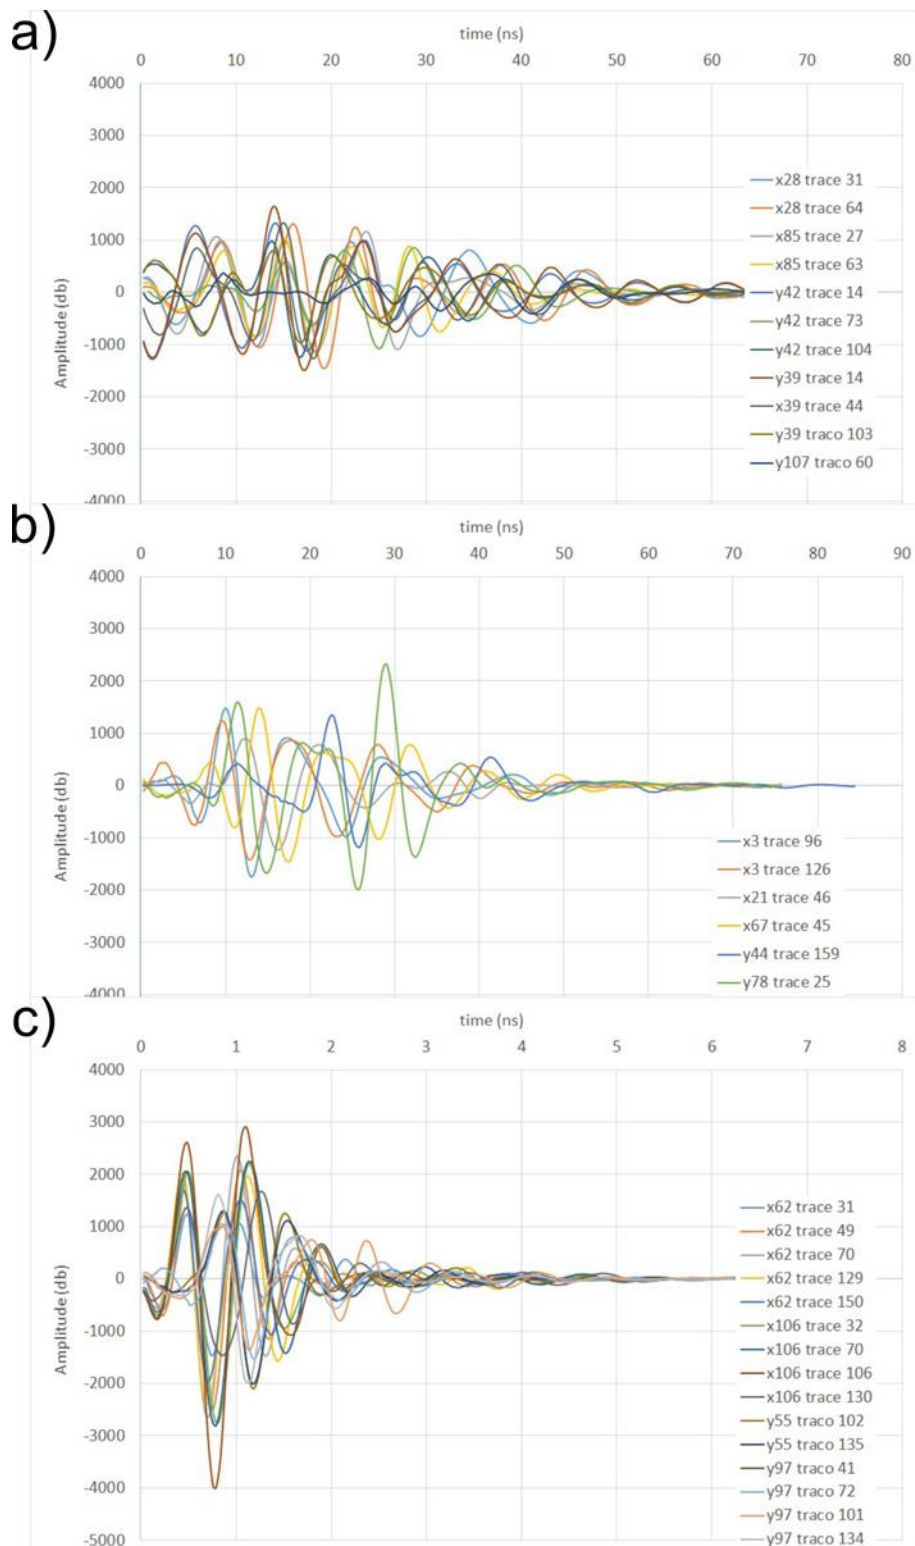 a)
time (ns)
0 10 20 30 40 50 60 70 80
4000
3000
2000
1000
0
-1000
-2000
-3000
-4000
Amplitude (db)
x28 trace 31
x28 trace 64
x85 trace 27
x85 trace 63
y42 trace 14
y42 trace 73
y42 trace 104
y39 trace 14
x39 trace 44
y39 traco 103
y107 traco 60
b)
time (ns)
0 10 20 30 40 50 60 70 80 90
4000
3000
2000
1000
0
-1000
-2000
-3000
-4000
Amplitude (db)
x3 trace 96
x3 trace 126
x21 trace 46
x67 trace 45
y44 trace 159
y78 trace 25
c)
time (ns)
0 1 2 3 4 5 6 7 8
4000
3000
2000
1000
0
-1000
-2000
-3000
-4000
-5000
Amplitude (db)
x62 trace 31
x62 trace 49
x62 trace 70
x62 trace 129
x62 trace 150
x106 trace 32
x106 trace 70
x106 trace 106
x106 trace 130
y55 traco 102
y55 traco 135
y97 traco 41
y97 traco 72
y97 traco 101
y97 traco 134